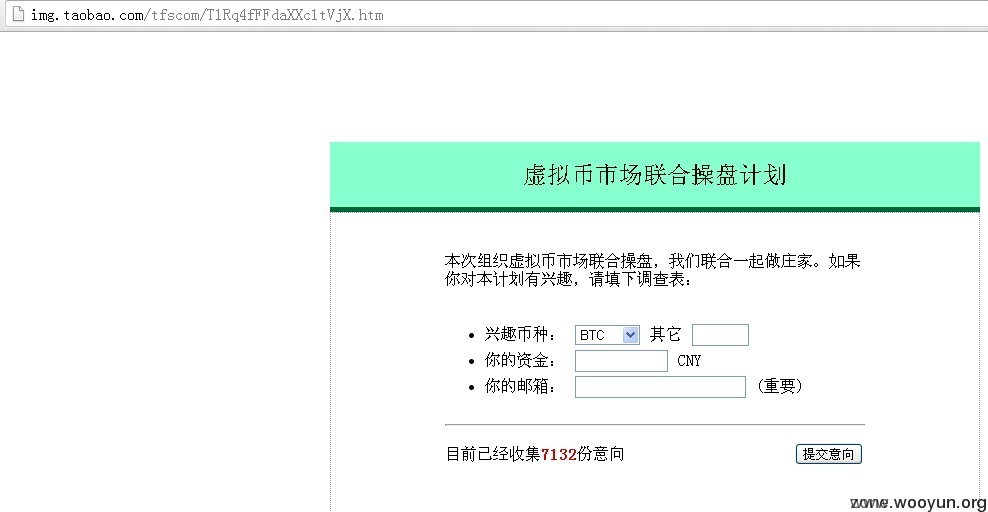 img.taobao.com/tfscom/T1Rq4fFFdaXXc1tVjX.htm
虚拟币市场联合操盘计划
本次组织虚拟币市场联合操盘，我们联合一起做庄家。如果
你对本计划有兴趣，请填下调查表：
兴趣币种： BTC 其它
你的资金： CNY
你的邮箱： （重要）
目前已经收集7132份意向 提交意向
zone.wooyun.org